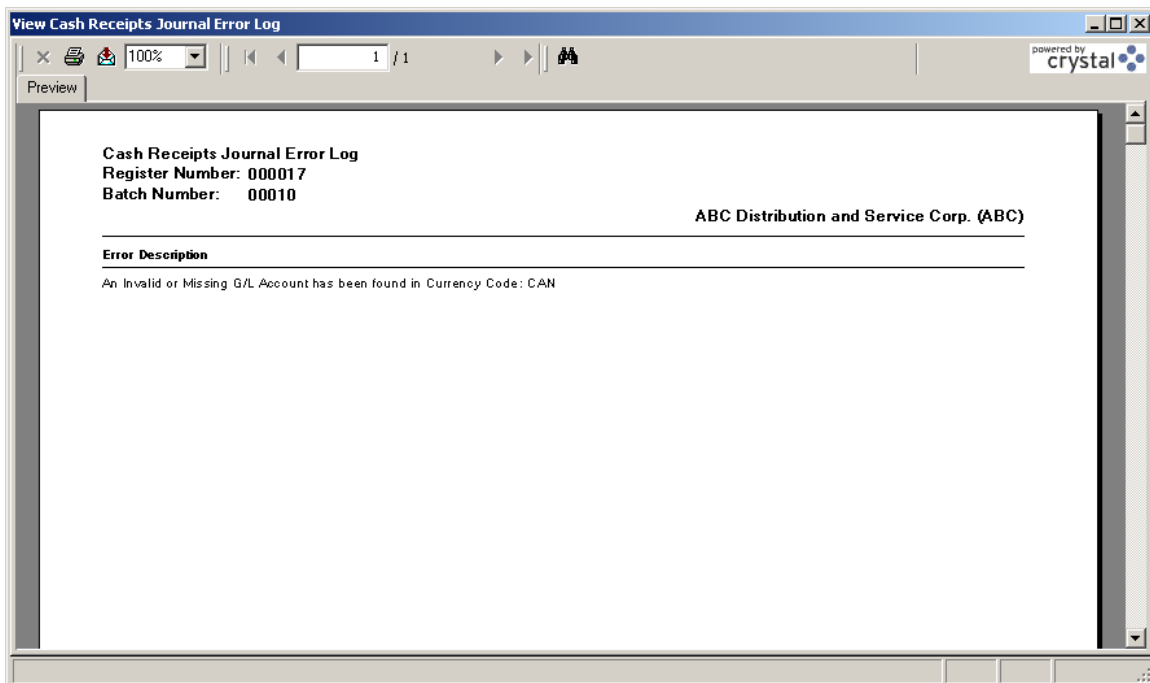 View Cash Receipts Journal Error Log
100%
1 / 1
powered by
crystal
Preview
Cash Receipts Journal Error Log
Register Number: 000017
Batch Number: 00010
ABC Distribution and Service Corp. (ABC)
Error Description
An Invalid or Missing G/L Account has been found in Currency Code: CAN